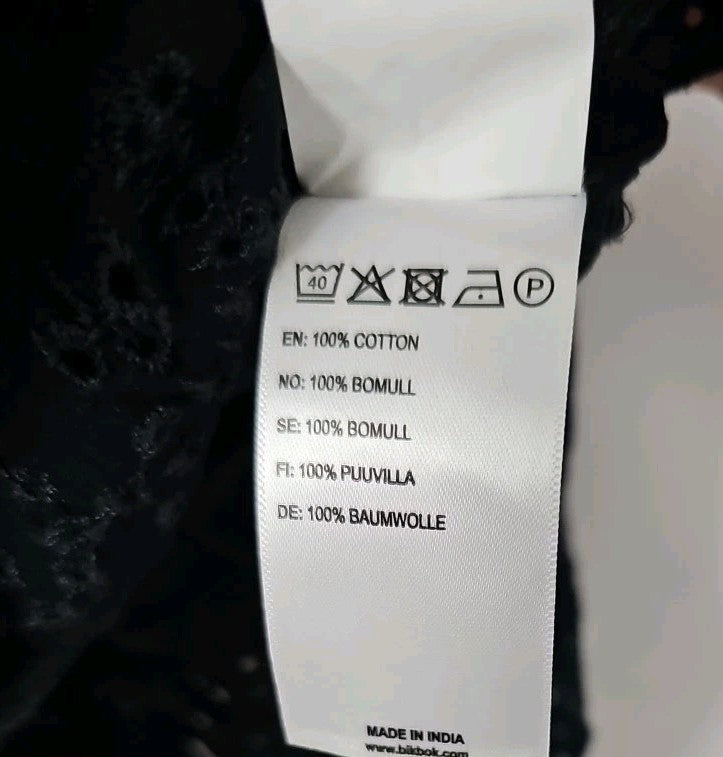 40 P
EN: 100% COTTON
NO: 100% BOMULL
SE: 100% BOMULL
FI: 100% PUUVILLA
DE: 100% BAUMWOLLE
MADE IN INDIA
www.bikbok.com